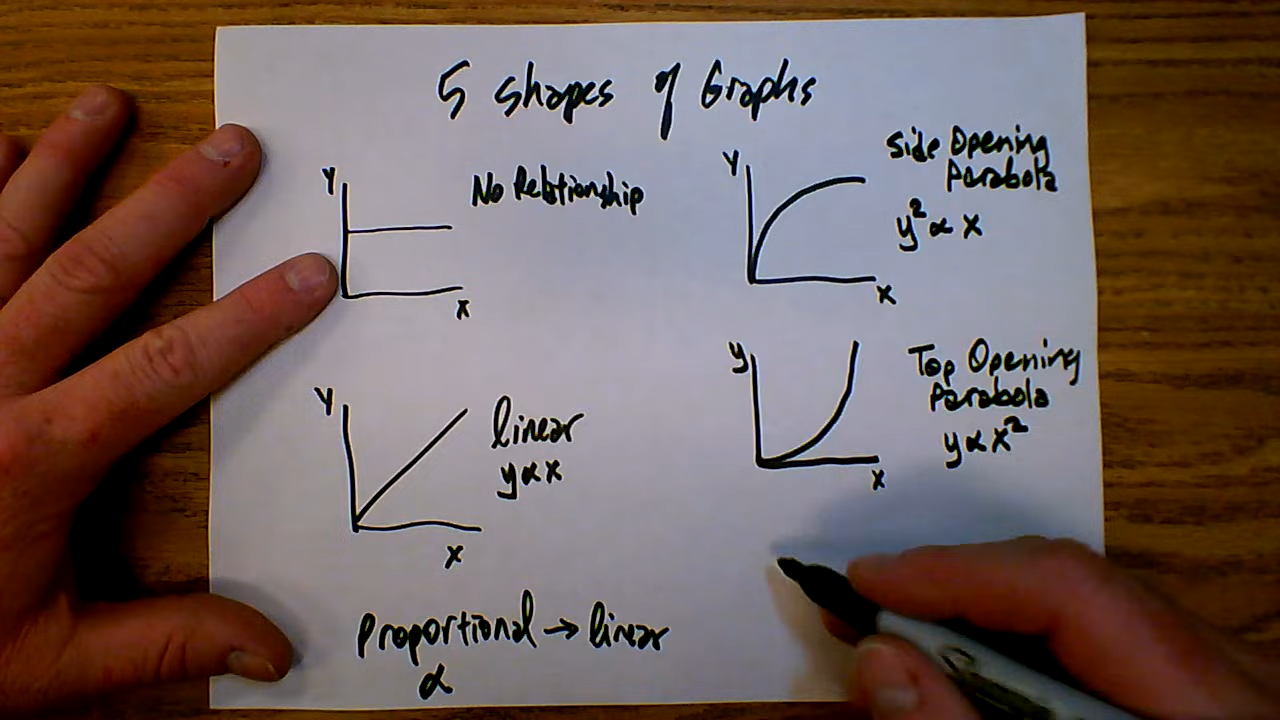 5 Shapes of Graphs
Y
No Relationship
X
Y
linear
y∝x
X
Proportional → linear
∝
Y
Side Opening
Parabola
y²∝x
X
y
Top Opening
Parabola
y∝x²
X